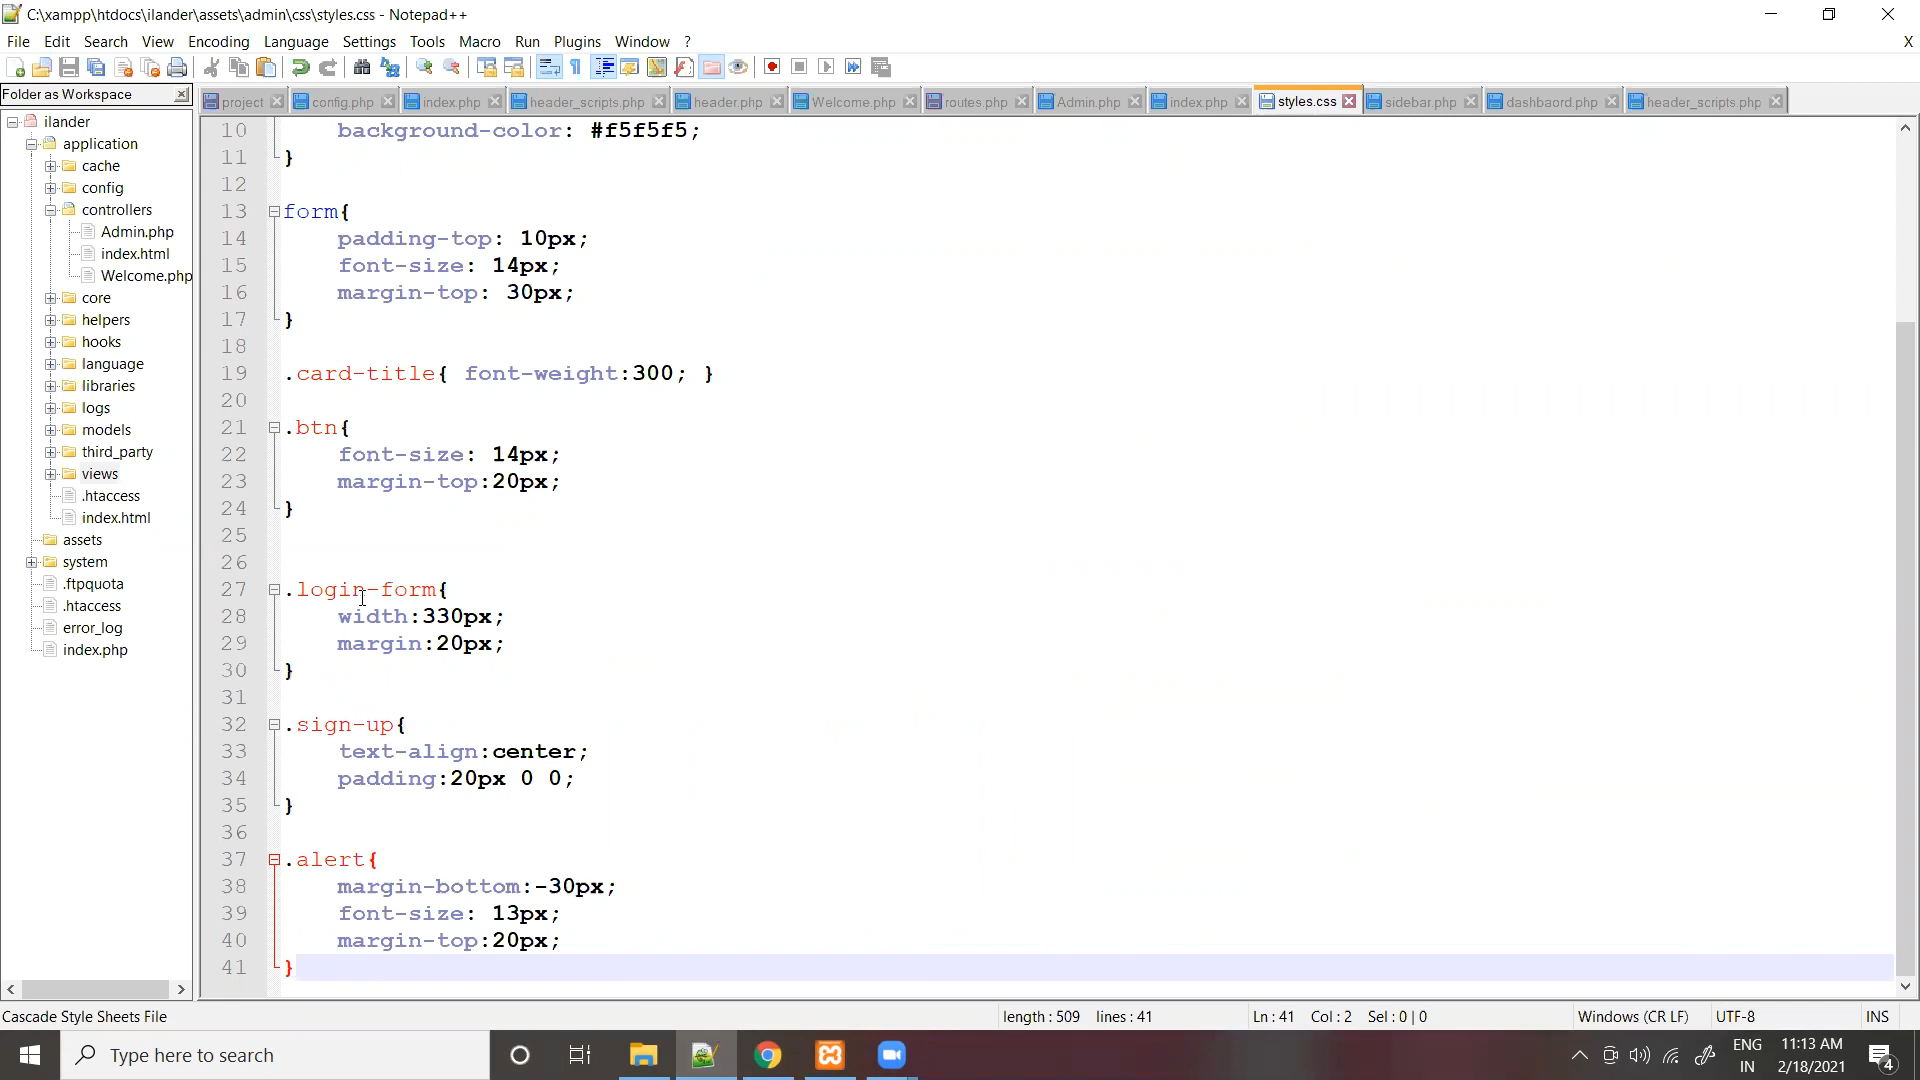 C:\xampp\htdocs\ilander\assets\admin\css\styles.css - Notepad++
File Edit Search View Encoding Language Settings Tools Macro Run Plugins Window ? X
Folder as Workspace
project config.php index.php header_scripts.php header.php Welcome.php routes.php Admin.php index.php styles.css sidebar.php dashbaord.php header_scripts.php
ilander
application
cache
config
controllers
Admin.php
index.html
Welcome.php
core
helpers
hooks
language
libraries
logs
models
third_party
views
.htaccess
index.html
assets
system
.ftpquota
.htaccess
error_log
index.php
10 background-color: #f5f5f5;
11 }
12
13 form{
14 padding-top: 10px;
15 font-size: 14px;
16 margin-top: 30px;
17 }
18
19 .card-title{ font-weight:300; }
20
21 .btn{
22 font-size: 14px;
23 margin-top:20px;
24 }
25
26
27 .login-form{
28 width:330px;
29 margin:20px;
30 }
31
32 .sign-up{
33 text-align:center;
34 padding:20px 0 0;
35 }
36
37 .alert{
38 margin-bottom:-30px;
39 font-size: 13px;
40 margin-top:20px;
41 }
Cascade Style Sheets File length : 509 lines : 41 Ln : 41 Col : 2 Sel : 0 | 0 Windows (CR LF) UTF-8 INS
Type here to search
ENG
IN
11:13 AM
2/18/2021
4